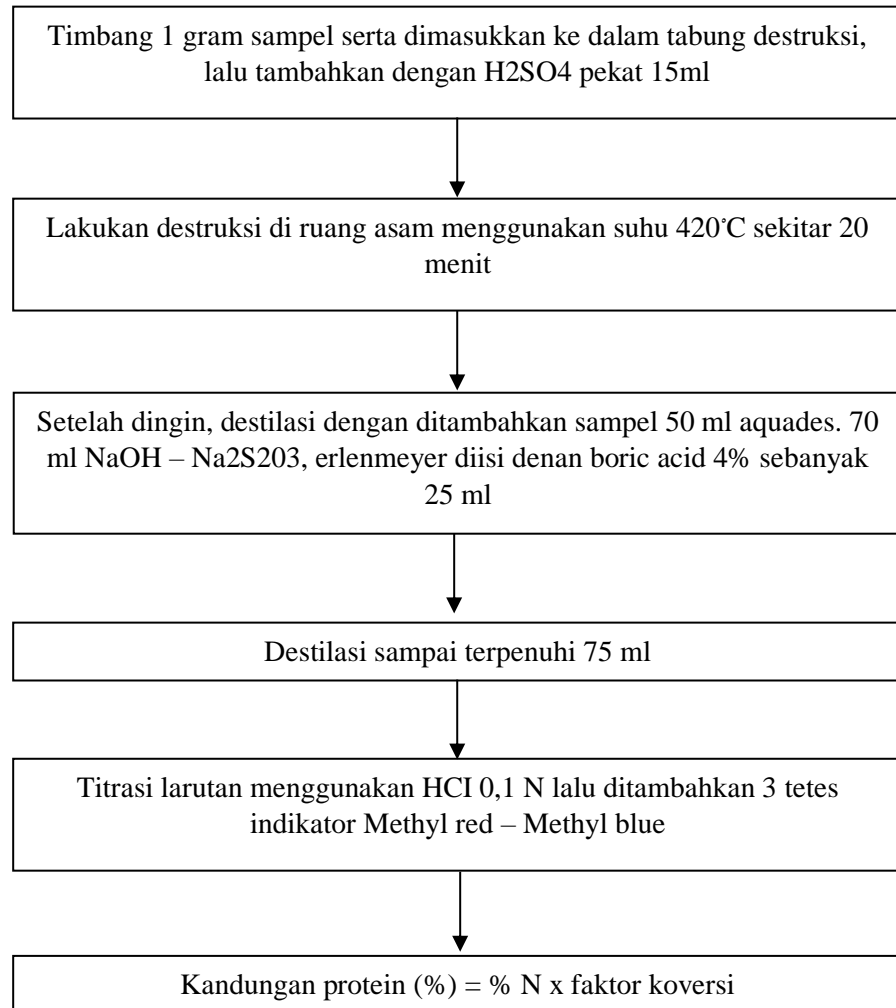 Timbang 1 gram sampel serta dimasukkan ke dalam tabung destruksi,
lalu tambahkan dengan H2SO4 pekat 15ml
Lakukan destruksi di ruang asam menggunakan suhu 420°C sekitar 20
menit
Setelah dingin, destilasi dengan ditambahkan sampel 50 ml aquades. 70
ml NaOH – Na2S203, erlenmeyer diisi denan boric acid 4% sebanyak
25 ml
Destilasi sampai terpenuhi 75 ml
Titrasi larutan menggunakan HCI 0,1 N lalu ditambahkan 3 tetes
indikator Methyl red – Methyl blue
Kandungan protein (%) = % N x faktor koversi